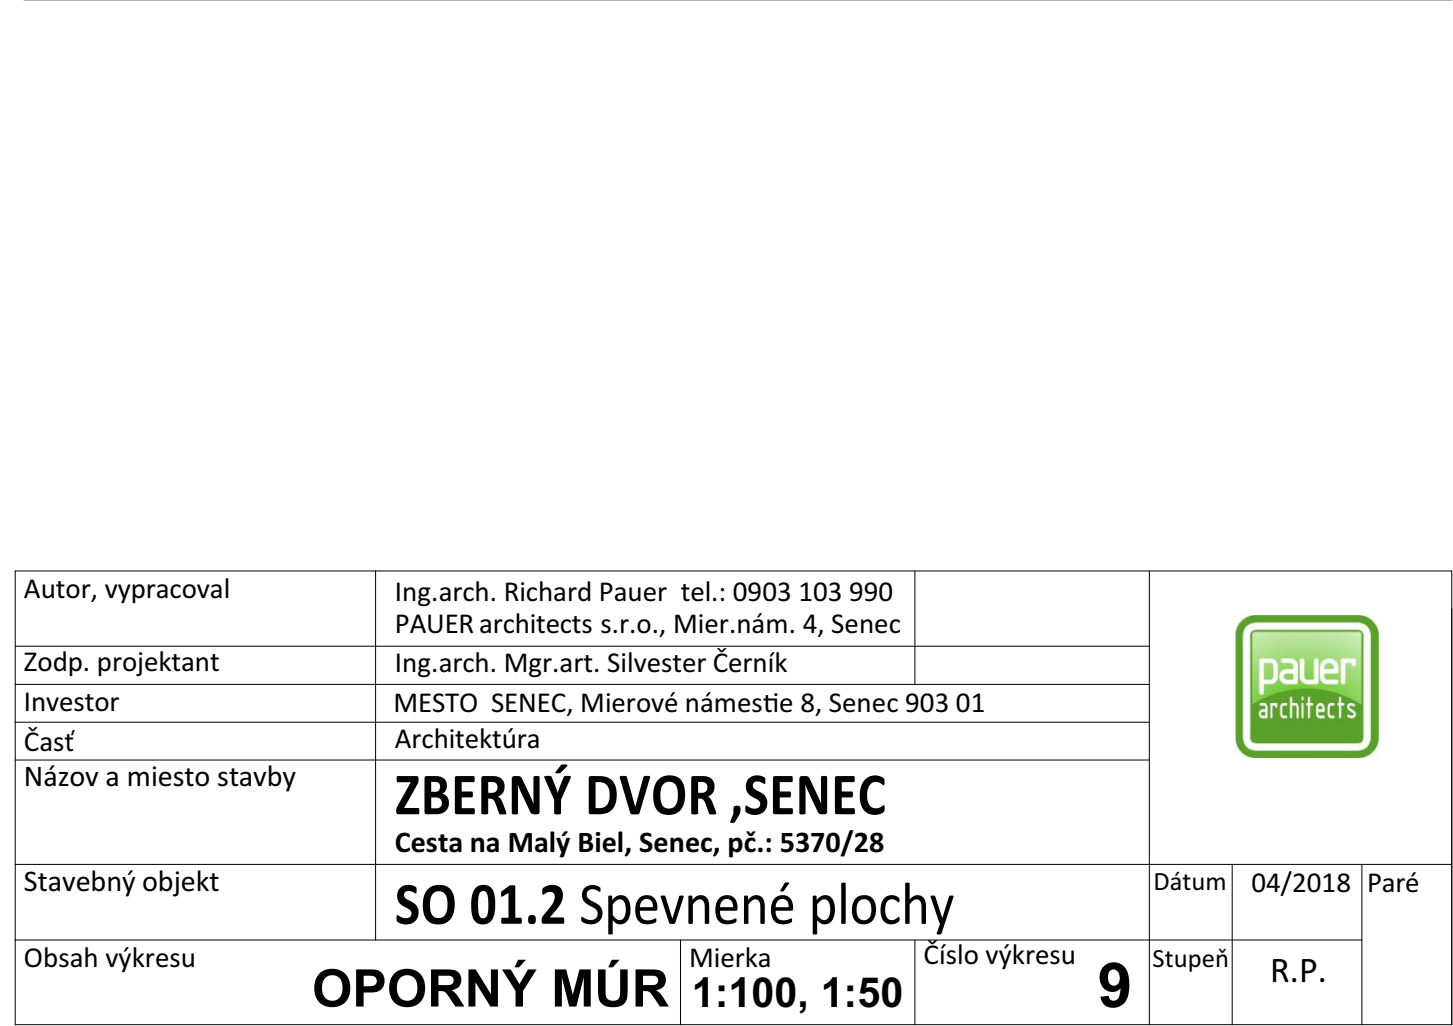 Autor, vypracoval
Ing.arch. Richard Pauer  tel.: 0903 103 990
PAUER architects s.r.o., Mier.nám. 4, Senec
Zodp. projektant
Ing.arch. Mgr.art. Silvester Černík
Investor
MESTO  SENEC, Mierové námestie 8, Senec 903 01
Časť
Architektúra
pauer
architects
Názov a miesto stavby
ZBERNÝ DVOR ,SENEC
Cesta na Malý Biel, Senec, pč.: 5370/28
Stavebný objekt
SO 01.2 Spevnené plochy
Dátum
04/2018
Paré
Obsah výkresu
OPORNÝ MÚR
Mierka
1:100, 1:50
Číslo výkresu
9
Stupeň
R.P.